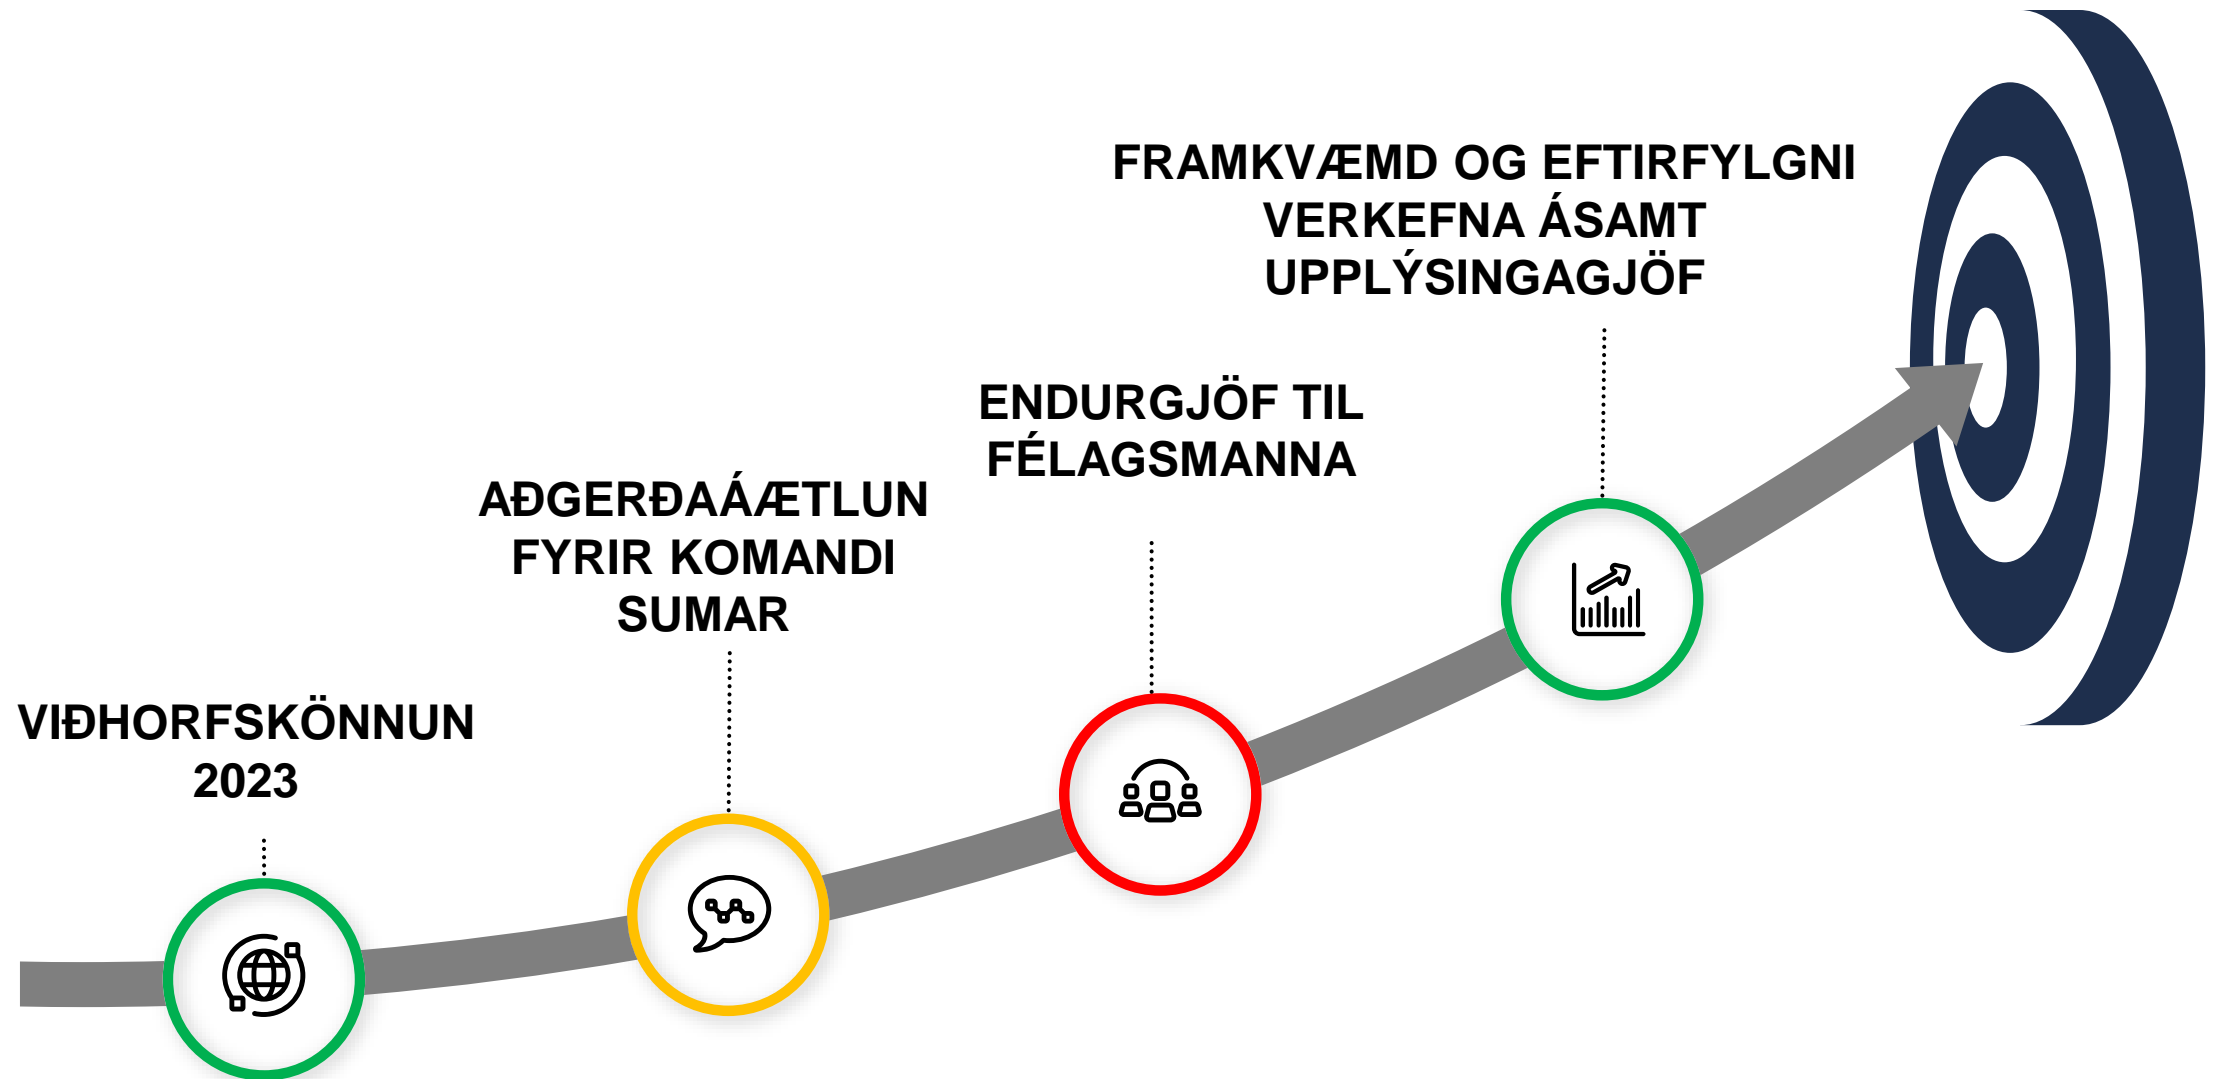 VIÐHORFSKÖNNUN
2023
AÐGERÐAÁÆTLUN
FYRIR KOMANDI
SUMAR
ENDURGJÖF TIL
FÉLAGSMANNA
FRAMKVÆMD OG EFTIRFYLGNI
VERKEFNA ÁSAMT
UPPLÝSINGAGJÖF